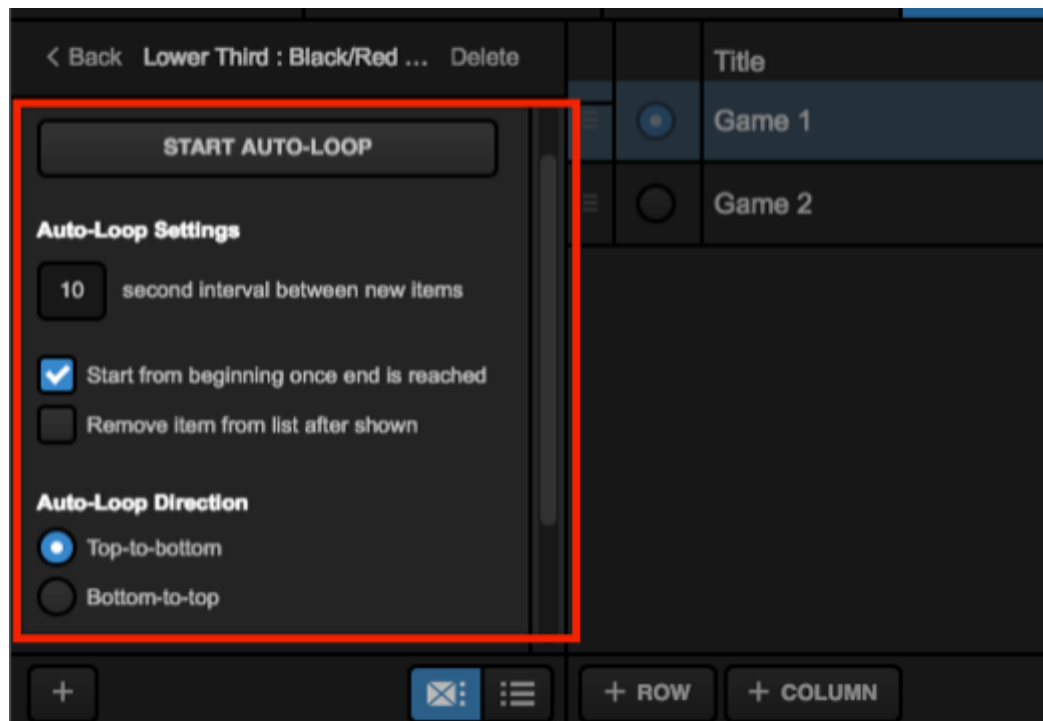 < Back Lower Third : Black/Red ... Delete
START AUTO-LOOP
Auto-Loop Settings
10 second interval between new items
Start from beginning once end is reached
Remove item from list after shown
Auto-Loop Direction
Top-to-bottom
Bottom-to-top
Title
Game 1
Game 2
+ ROW
+ COLUMN